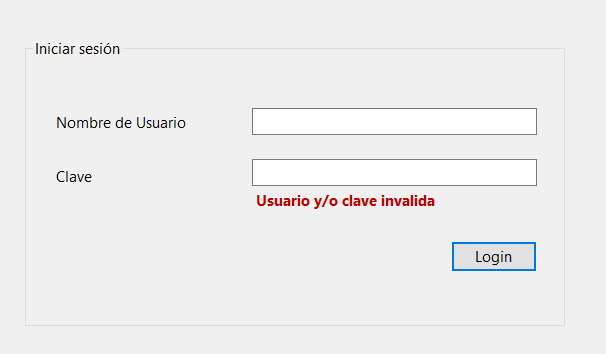 Iniciar sesión
Nombre de Usuario
Clave
Usuario y/o clave invalida
Login